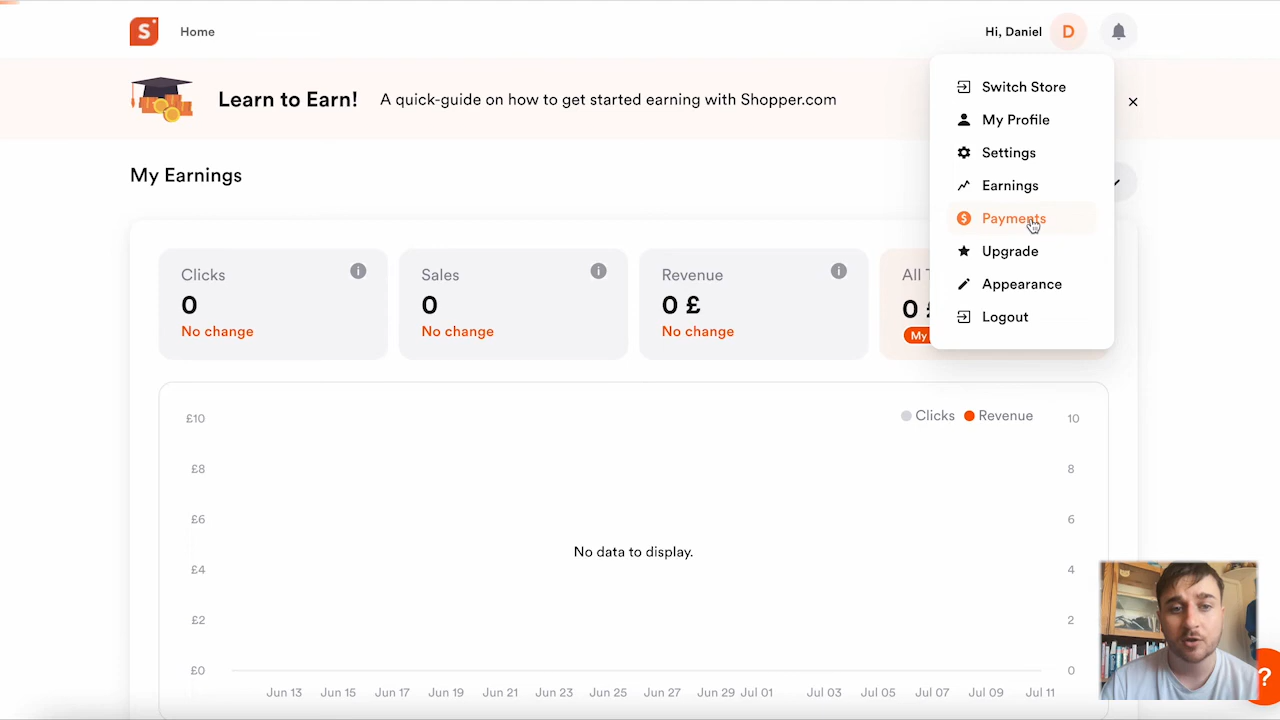 S
Home
Hi, Daniel
D
Learn to Earn!
A quick-guide on how to get started earning with Shopper.com
Switch Store
My Profile
Settings
Earnings
Payments
Upgrade
Appearance
Logout
My Earnings
Clicks
0
No change
Sales
0
No change
Revenue
0 £
No change
All
0
My
Clicks
Revenue
£10
£8
£6
£4
£2
£0
10
8
6
4
2
0
No data to display.
Jun 13
Jun 15
Jun 17
Jun 19
Jun 21
Jun 23
Jun 25
Jun 27
Jun 29
Jul 01
Jul 03
Jul 05
Jul 07
Jul 09
Jul 11
?